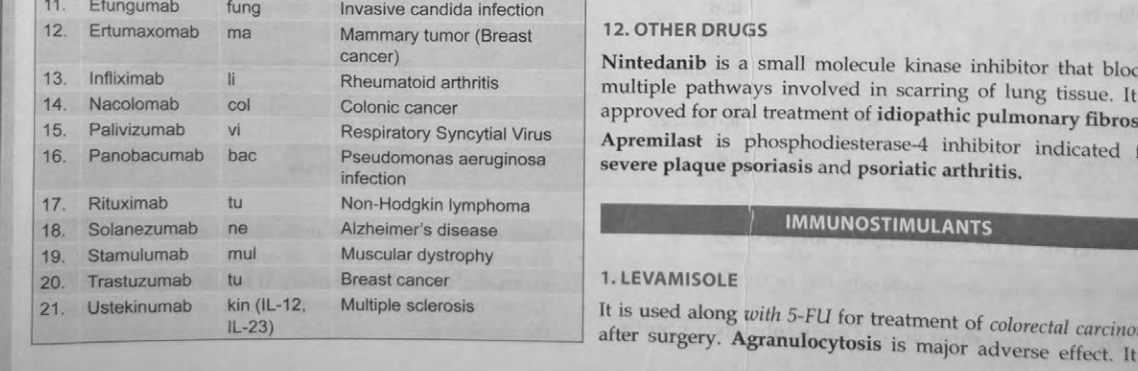 11. Efungumab fung Invasive candida infection
12. Ertumaxomab ma Mammary tumor (Breast
cancer)
13. Infliximab li Rheumatoid arthritis
14. Nacolomab col Colonic cancer
15. Palivizumab vi Respiratory Syncytial Virus
16. Panobacumab bac Pseudomonas aeruginosa
infection
17. Rituximab tu Non-Hodgkin lymphoma
18. Solanezumab ne Alzheimer's disease
19. Stamulumab mul Muscular dystrophy
20. Trastuzumab tu Breast cancer
21. Ustekinumab kin (IL-12, Multiple sclerosis
IL-23)
12. OTHER DRUGS
Nintedanib is a small molecule kinase inhibitor that bloc
multiple pathways involved in scarring of lung tissue. It
approved for oral treatment of idiopathic pulmonary fibros
Apremilast is phosphodiesterase-4 inhibitor indicated f
severe plaque psoriasis and psoriatic arthritis.
IMMUNOSTIMULANTS
1. LEVAMISOLE
It is used along with 5-FU for treatment of colorectal carcino
after surgery. Agranulocytosis is major adverse effect. It